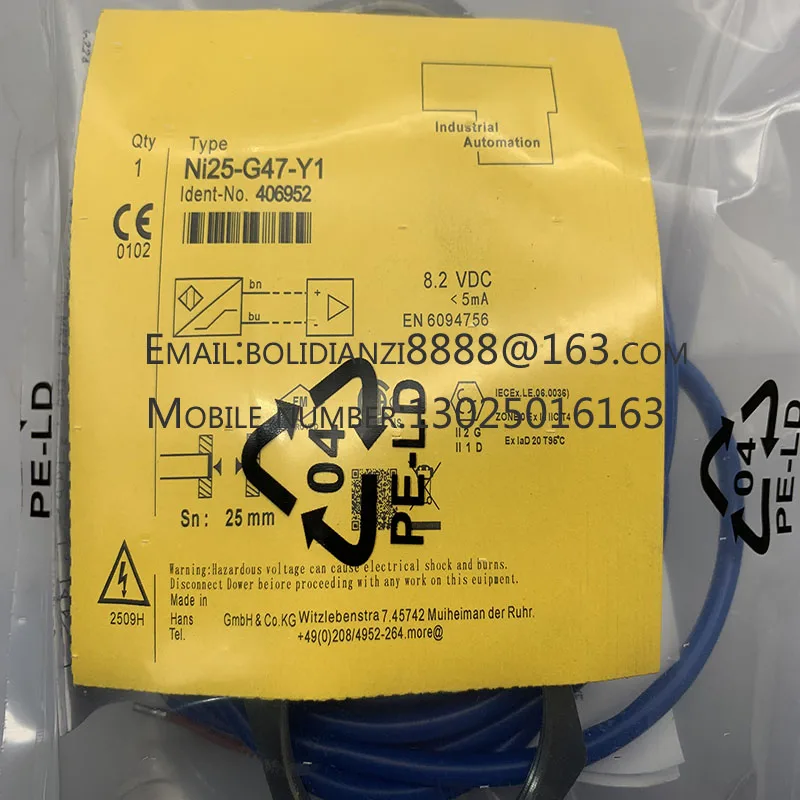 Industrial
Automation
Qty
Type
1
Ni25-G47-Y1
Ident-No. 406952
CE
0102
bn
+
bu
-
8.2 VDC
< 5mA
EN 6094756
EMAIL:BOLIDIANZI8888@163.COM
MOBILE NUMBER 13025016163
FM
IECEx.LE.06.0036)
II 2 G
II 1 D
Ex IaD 20 T95°C
04
PE-LD
PE-LD
04
PE-LD
Sn: 25 mm
Warning:Hazardous voltage can cause electrical shock and burns.
Disconnect Dower before proceeding with any work on this euipment.
2509H
Made in
Hans GmbH & Co.KG Witzlebenstra 7.45742 Muiheiman der Ruhr.
Tel. +49(0)208/4952-264.more@